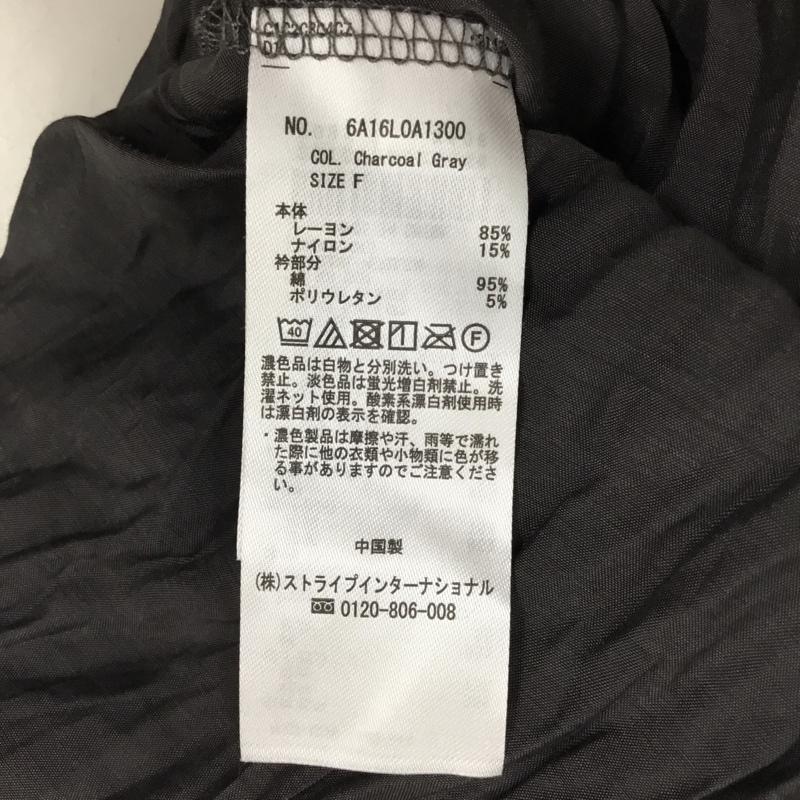 NO. 6A16L0A1300
COL. Charcoal Gray
SIZE F
本体
レーヨン 85%
ナイロン 15%
衿部分
綿 95%
ポリウレタン 5%
40
F
濃色品は白物と分別洗い。つけ置き
禁止。淡色品は蛍光増白剤禁止。洗
濯ネット使用。酸素系漂白剤使用時
は漂白剤の表示を確認。
・濃色製品は摩擦や汗、雨等で濡れ
た際に他の衣類や小物類に色が移
る事がありますのでご注意くださ
い。
中国製
(株)ストライプインターナショナル
0120-806-008